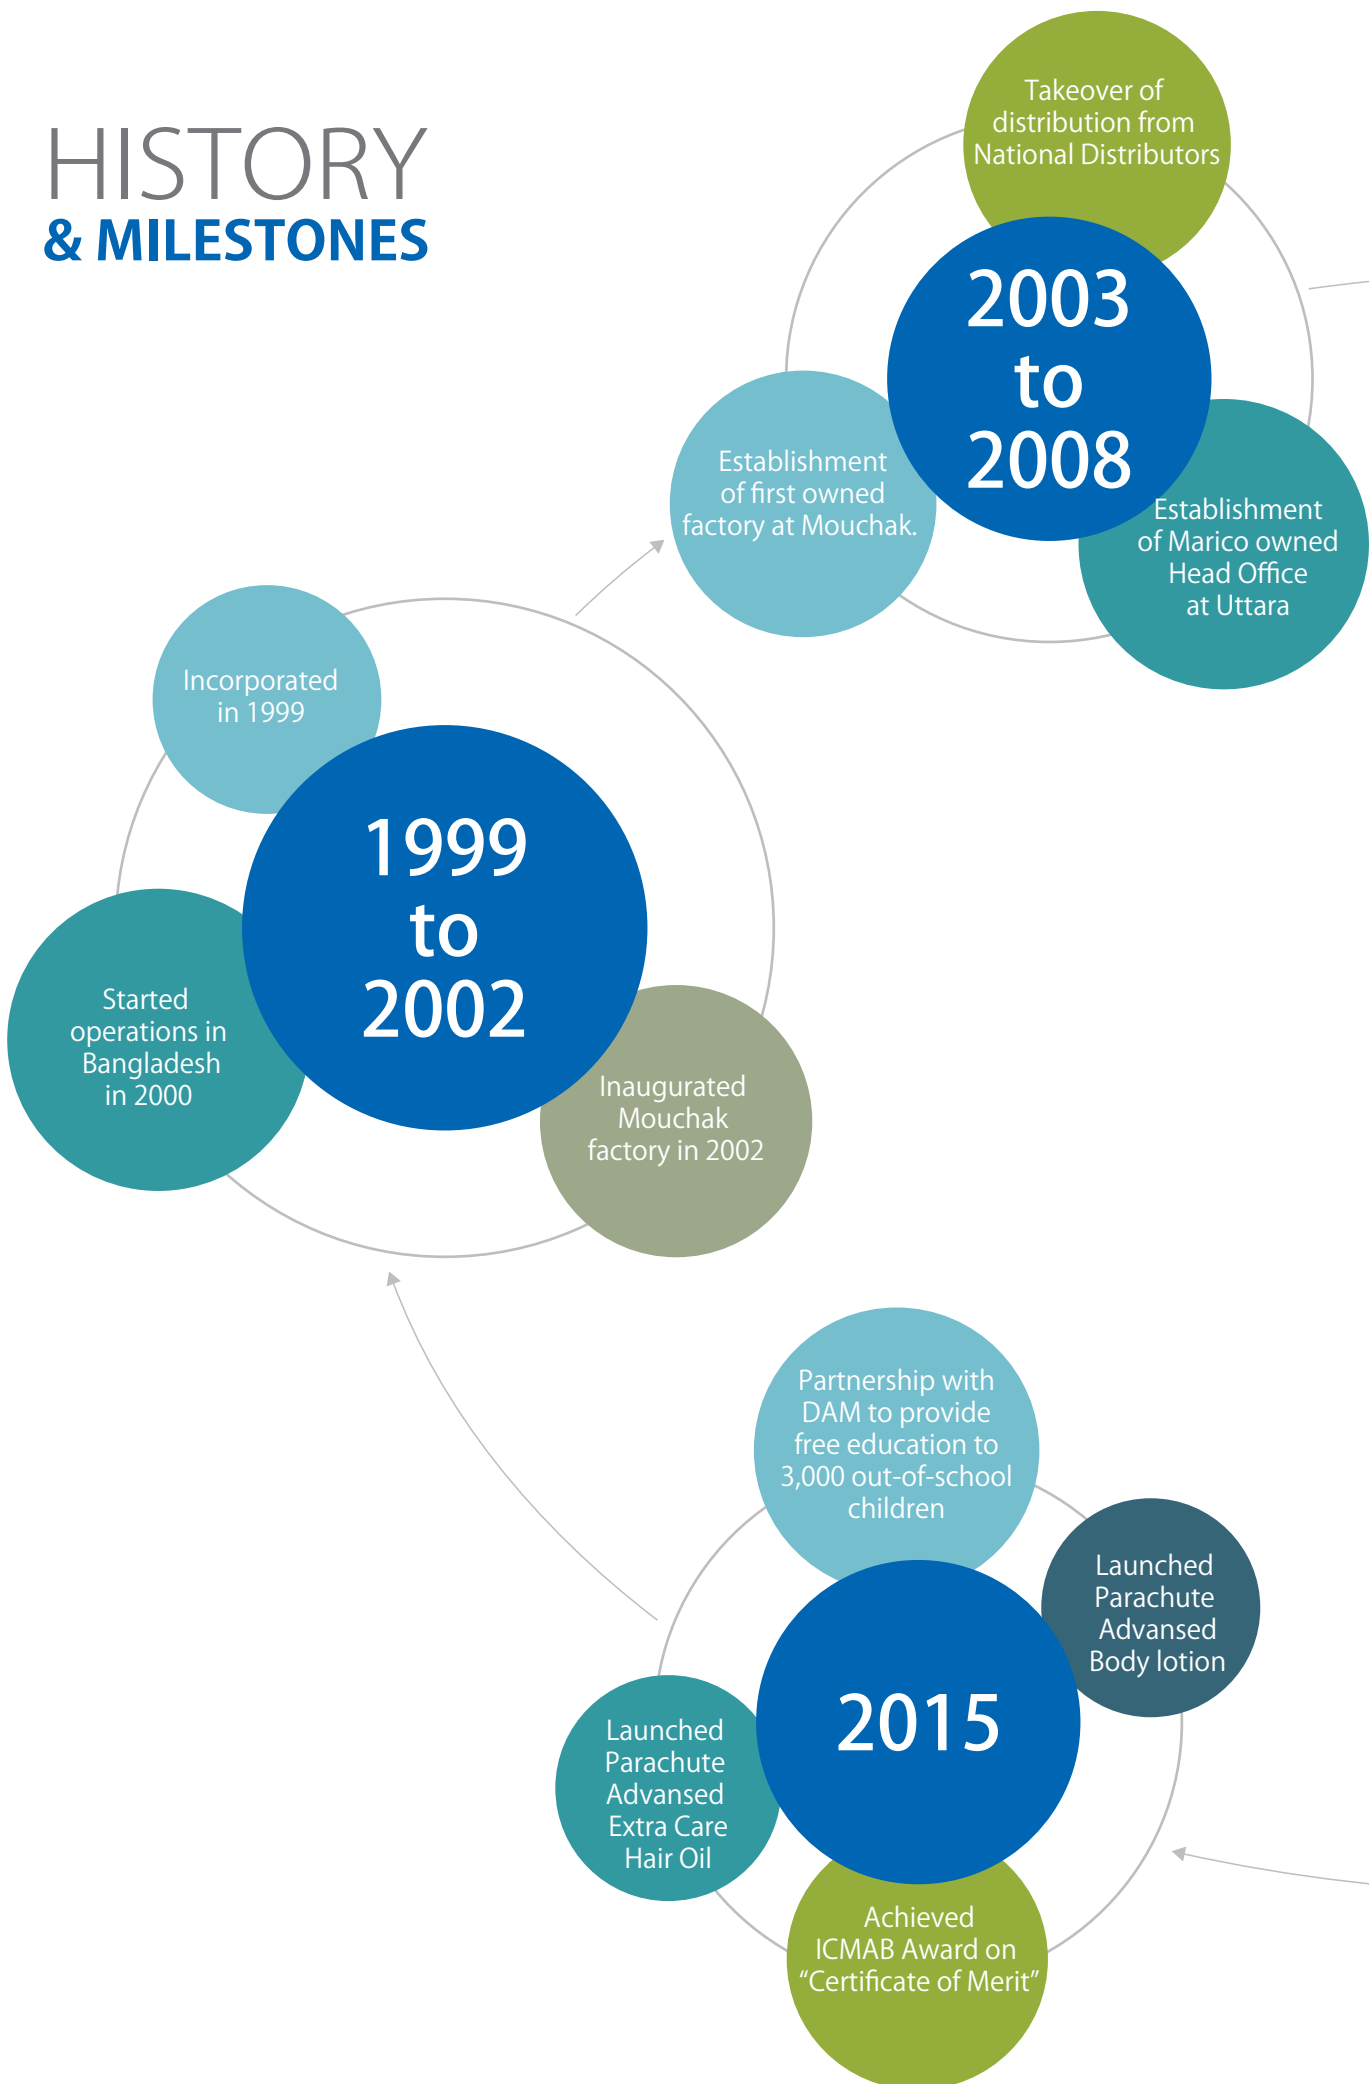 HISTORY
& MILESTONES
Takeover of
distribution from
National Distributors
2003
to
2008
Establishment
of first owned
factory at Mouchak.
Establishment
of Marico owned
Head Office
at Uttara
Incorporated
in 1999
1999
to
2002
Started
operations in
Bangladesh
in 2000
Inaugurated
Mouchak
factory in 2002
Partnership with
DAM to provide
free education to
3,000 out-of-school
children
Launched
Parachute
Advansed
Body lotion
2015
Launched
Parachute
Advansed
Extra Care
Hair Oil
Achieved
ICMAB Award on
“Certificate of Merit”